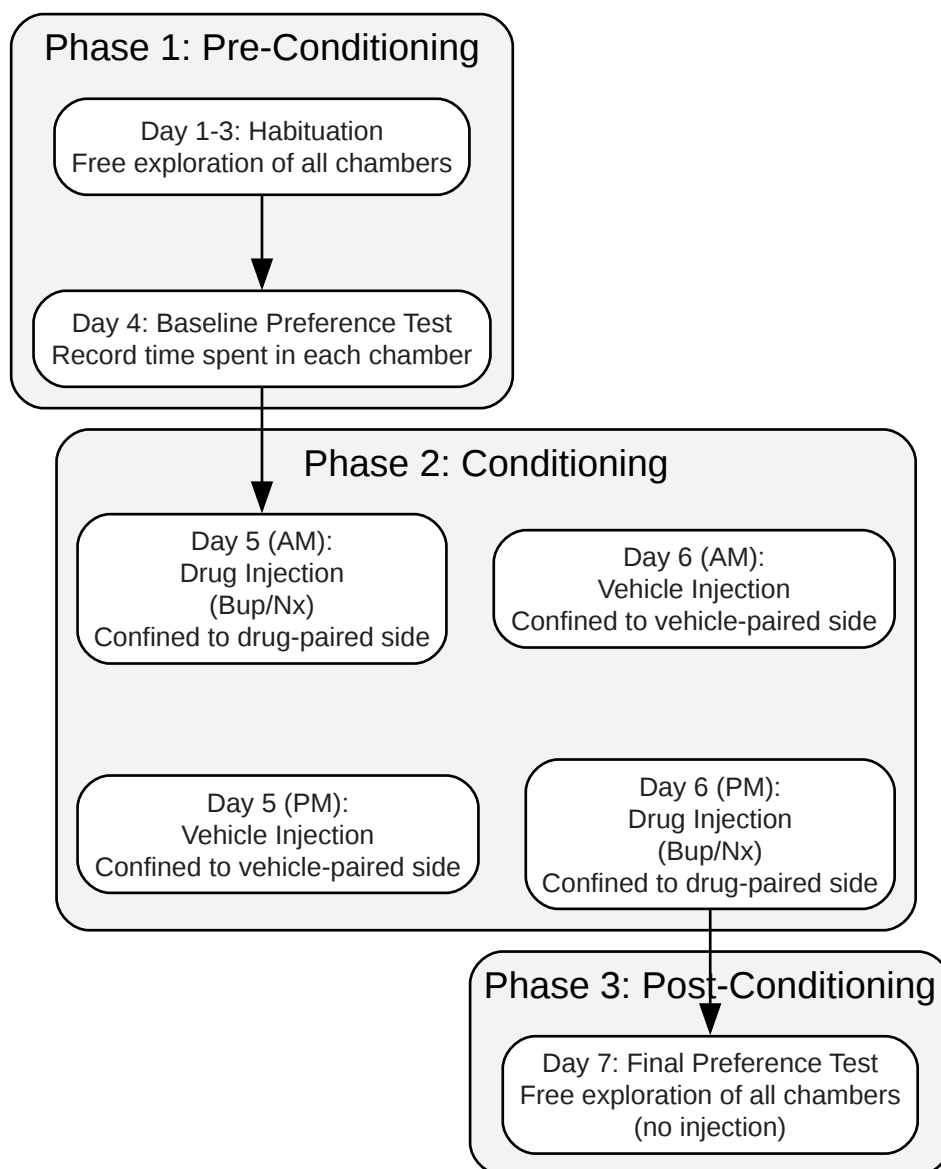 Phase 1: Pre-Conditioning
Day 1-3: Habituation
Free exploration of all chambers
Day 4: Baseline Preference Test
Record time spent in each chamber
Phase 2: Conditioning
Day 5 (AM):
Drug Injection
(Bup/Nx)
Confined to drug-paired side
Day 6 (AM):
Vehicle Injection
Confined to vehicle-paired side
Day 5 (PM):
Vehicle Injection
Confined to vehicle-paired side
Day 6 (PM):
Drug Injection
(Bup/Nx)
Confined to drug-paired side
Phase 3: Post-Conditioning
Day 7: Final Preference Test
Free exploration of all chambers
(no injection)